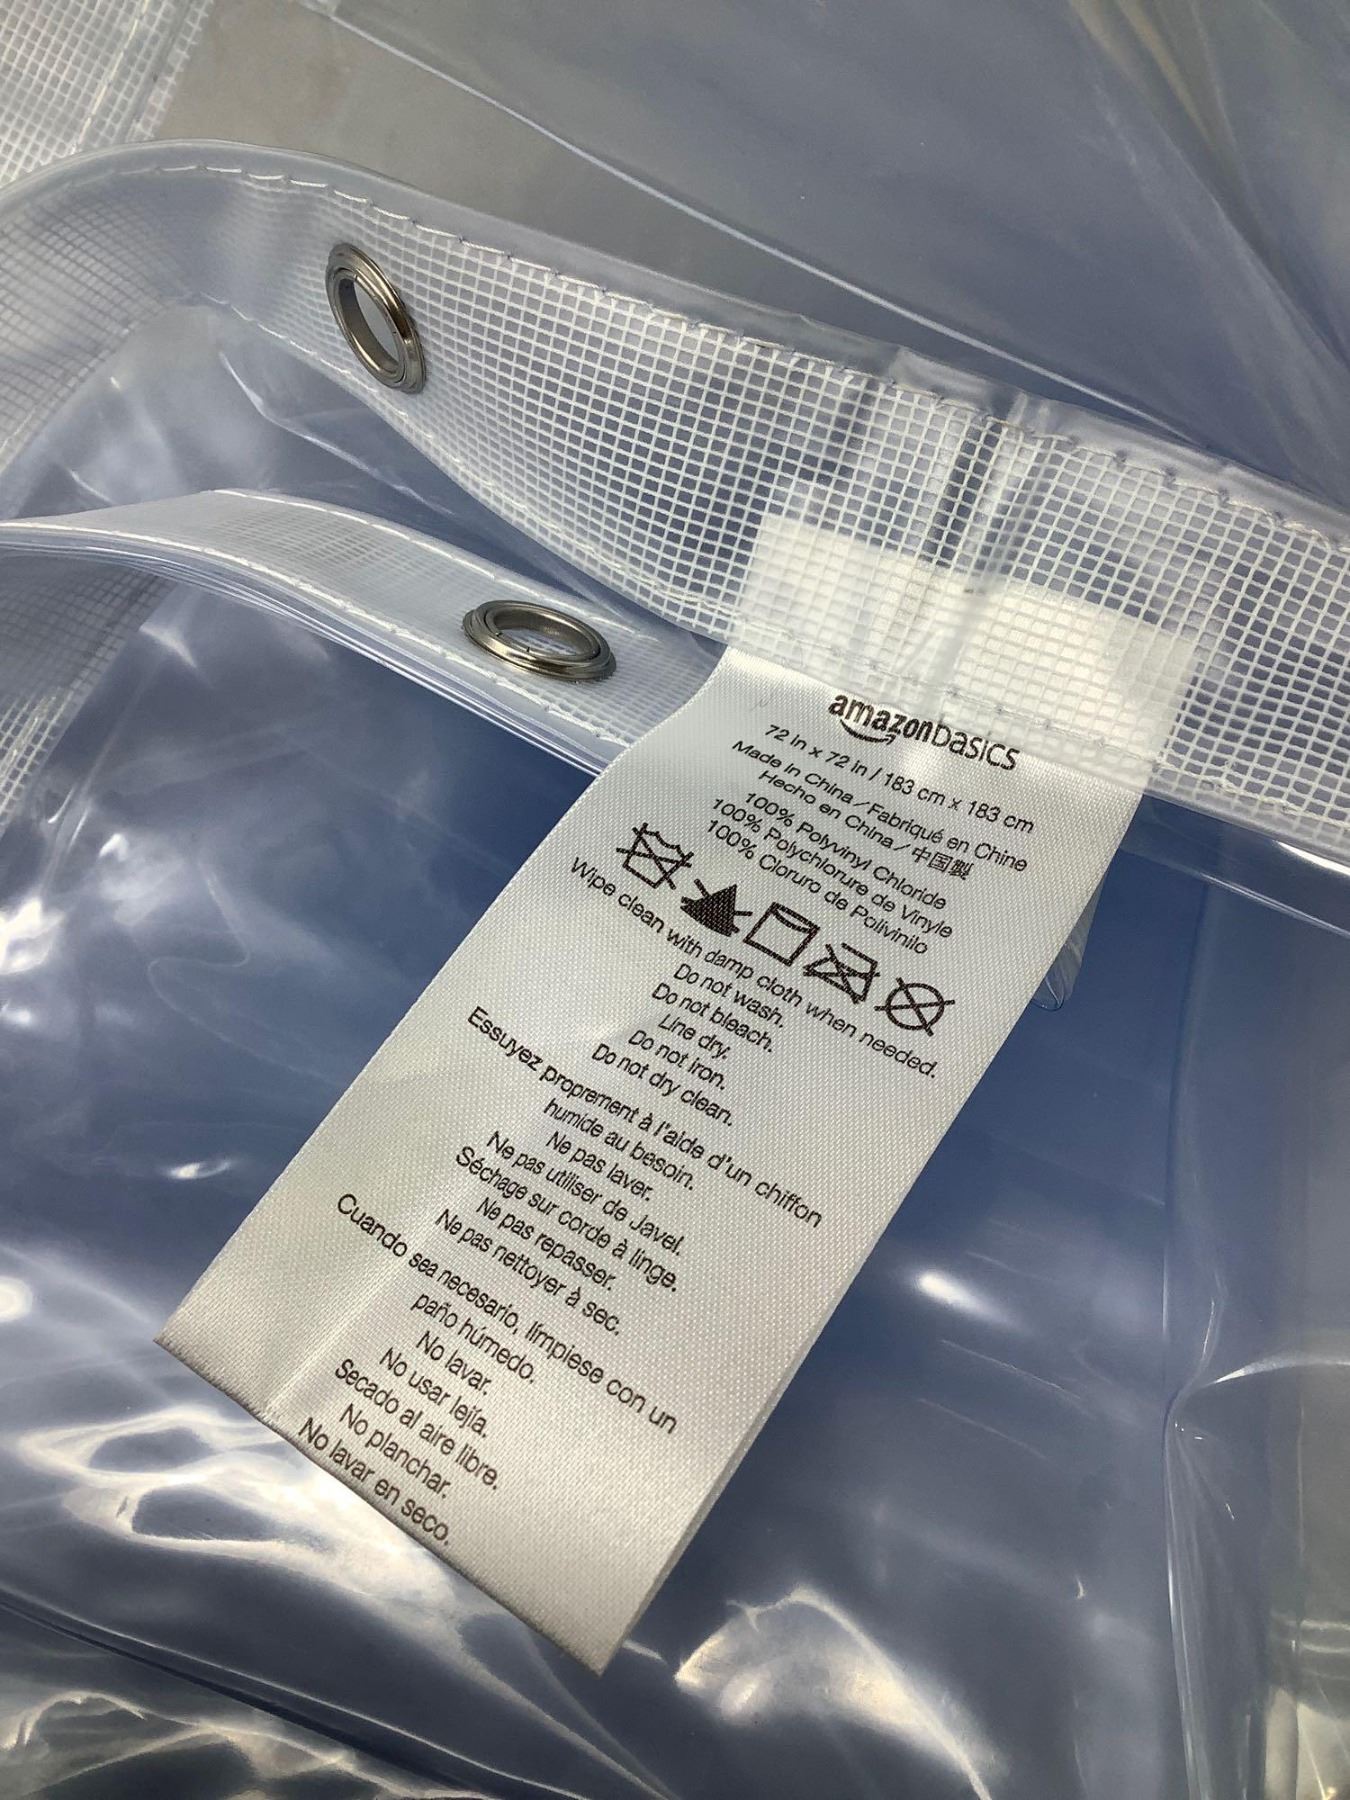 amazonbasics
72 in x 72 in / 183 cm x 183 cm
Made in China / Fabriqué en Chine
Hecho en China / 中国製
100% Polyvinyl Chloride
100% Polychlorure de Vinyle
100% Cloruro de Polivinilo
Wipe clean with damp cloth when needed.
Do not wash.
Do not bleach.
Line dry.
Do not iron.
Do not dry clean.
Essuyez proprement à l'aide d'un chiffon
humide au besoin.
Ne pas laver.
Ne pas utiliser de Javel.
Séchage sur corde à linge.
Ne pas repasser.
Ne pas nettoyer à sec.
Cuando sea necesario, límpiese con un
paño húmedo.
No lavar.
No usar lejía.
Secado al aire libre.
No planchar.
No lavar en seco.